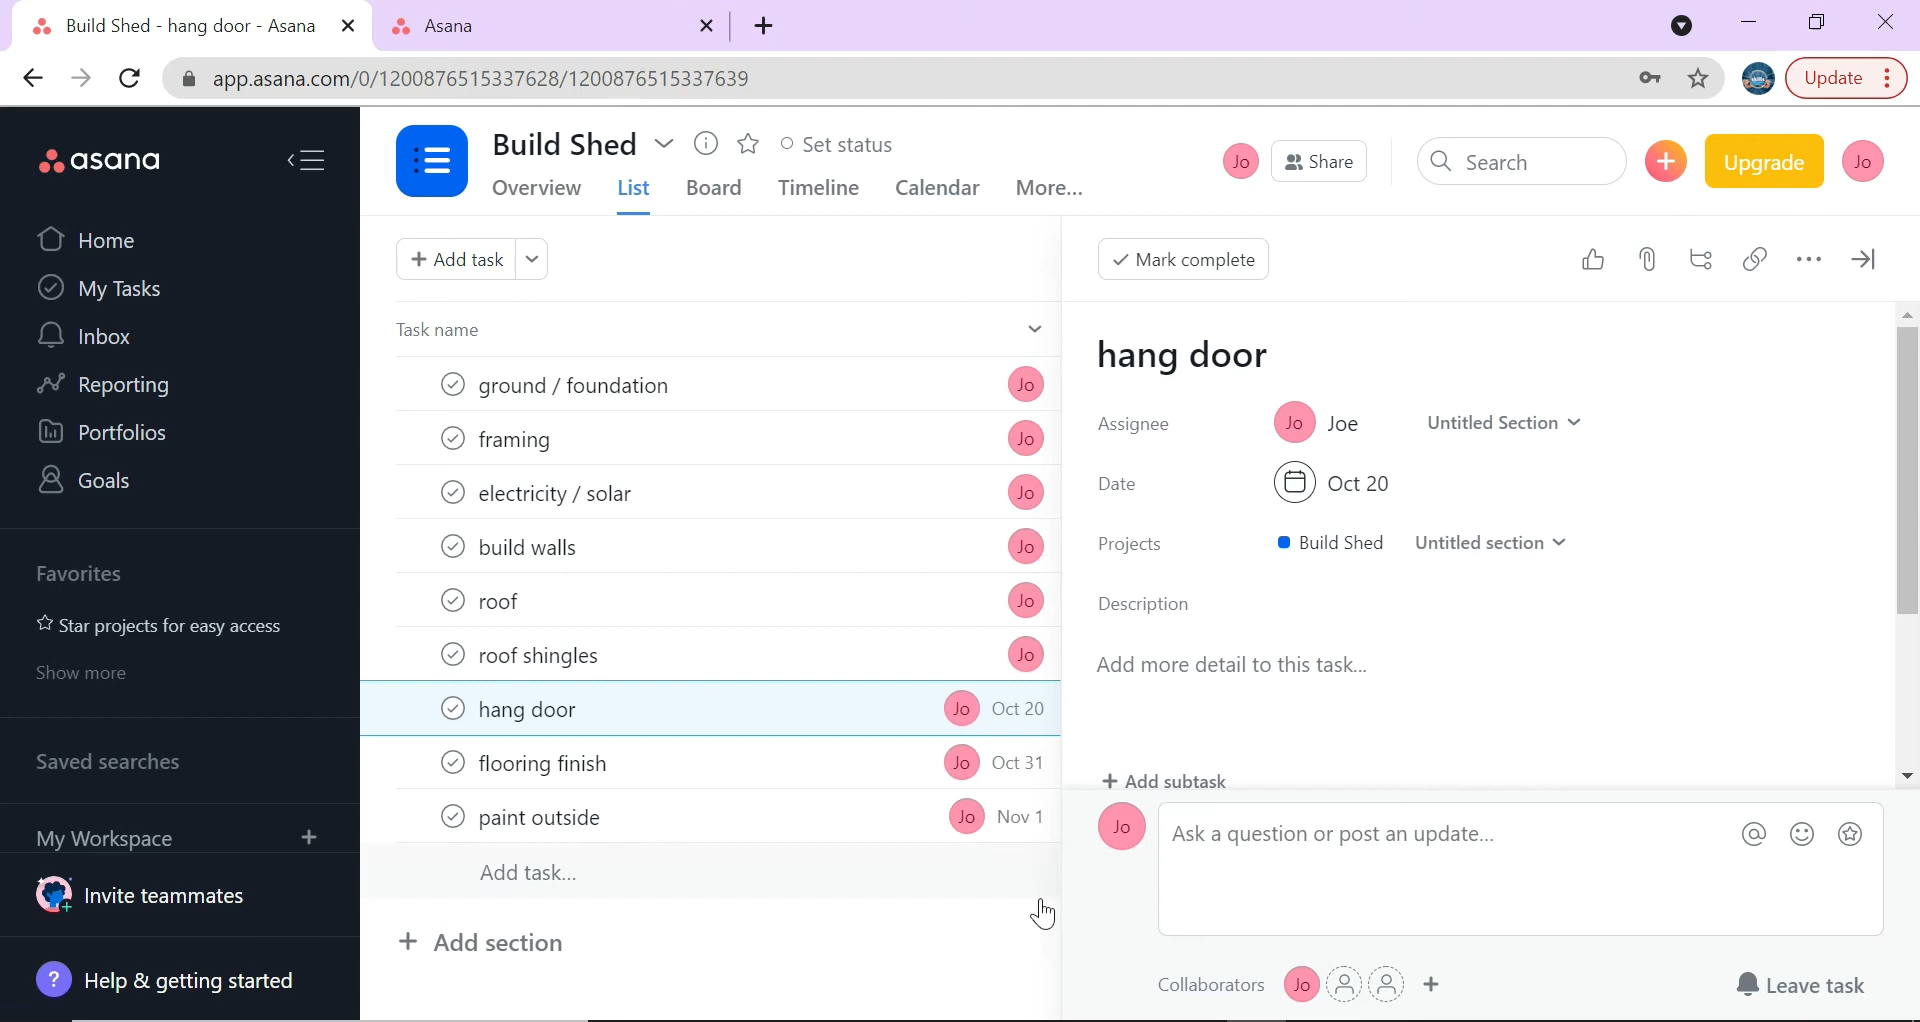 Build Shed - hang door - Asana
Asana
app.asana.com/0/1200876515337628/1200876515337639
Update
asana
Home
My Tasks
Inbox
Reporting
Portfolios
Goals
Favorites
Star projects for easy access
Show more
Saved searches
My Workspace
Invite teammates
? Help & getting started
Build Shed
Set status
Overview List Board Timeline Calendar More...
Jo Share
Search
+ Upgrade
Jo
+ Add task
Task name
ground / foundation Jo
framing Jo
electricity / solar Jo
build walls Jo
roof Jo
roof shingles Jo
hang door Jo Oct 20
flooring finish Jo Oct 31
paint outside Jo Nov 1
Add task...
+ Add section
Mark complete
hang door
Assignee Jo Joe Untitled Section
Date Oct 20
Projects Build Shed Untitled section
Description
Add more detail to this task...
+ Add subtask
Jo Ask a question or post an update... @
Collaborators Jo +
Leave task